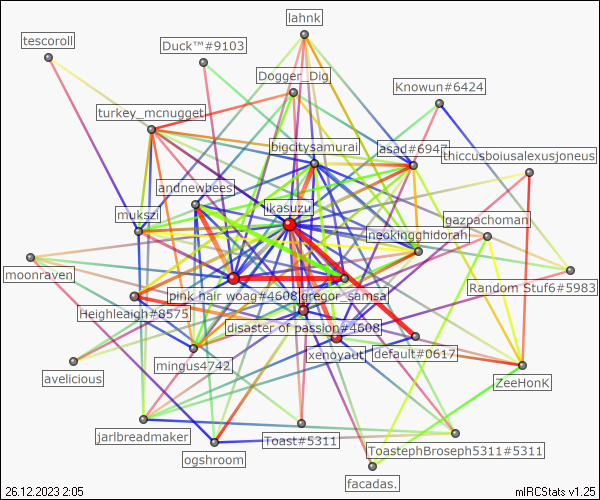 lahnk
tescoroll
Duck™#9103
Dogger_Dig
Knowun#6424
turkey_mcnugget
bigcitysamurai
asad#6947
thiccusboiusalexusjoneus
andnewbees
ikasuzu
mukszi
gazpachoman
neokingghidorah
moonraven
pink hair woag#4608
gregor_samsa
Random Stuf6#5983
Heighleigh#8575
disaster of passion#4608
xenoyaut
default#0617
mingus4742
avelicious
ZeeHonK
jarlbreadmaker
Toast#5311
ToastephBroseph5311#5311
ogshroom
facadas.
26.12.2023 2:05
mIRCStats v1.25